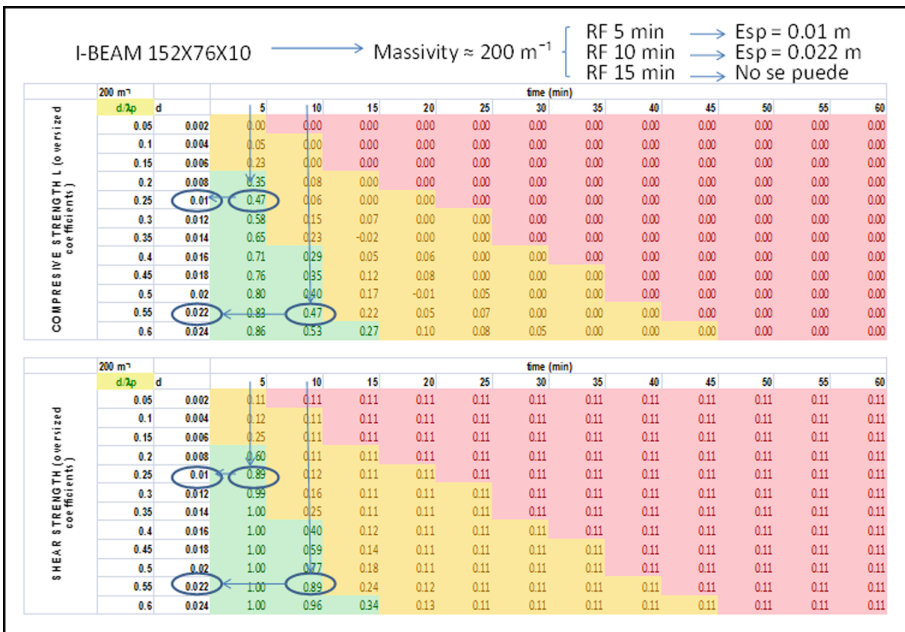 I-BEAM 152X76X10 Massivity ≈ 200 m⁻¹
RF 5 min Esp = 0.01 m
RF 10 min Esp = 0.022 m
RF 15 min No se puede
COMPRESIVE STRENGTH L (oversized coefficients)
200 m⁻¹ time (min)
d/λp d 5 10 15 20 25 30 35 40 45 50 55 60
0.05 0.002 0.00 0.00 0.00 0.00 0.00 0.00 0.00 0.00 0.00 0.00 0.00 0.00
0.1 0.004 0.05 0.00 0.00 0.00 0.00 0.00 0.00 0.00 0.00 0.00 0.00 0.00
0.15 0.006 0.23 0.00 0.00 0.00 0.00 0.00 0.00 0.00 0.00 0.00 0.00 0.00
0.2 0.008 0.35 0.08 0.00 0.00 0.00 0.00 0.00 0.00 0.00 0.00 0.00 0.00
0.25 0.01 0.47 0.06 0.00 0.00 0.00 0.00 0.00 0.00 0.00 0.00 0.00 0.00
0.3 0.012 0.58 0.15 0.07 0.00 0.00 0.00 0.00 0.00 0.00 0.00 0.00 0.00
0.35 0.014 0.65 0.23 -0.02 0.00 0.00 0.00 0.00 0.00 0.00 0.00 0.00 0.00
0.4 0.016 0.71 0.29 0.05 0.06 0.00 0.00 0.00 0.00 0.00 0.00 0.00 0.00
0.45 0.018 0.76 0.35 0.12 0.08 0.00 0.00 0.00 0.00 0.00 0.00 0.00 0.00
0.5 0.02 0.80 0.40 0.17 -0.01 0.05 0.00 0.00 0.00 0.00 0.00 0.00 0.00
0.55 0.022 0.83 0.47 0.22 0.05 0.07 0.00 0.00 0.00 0.00 0.00 0.00 0.00
0.6 0.024 0.86 0.53 0.27 0.10 0.08 0.05 0.00 0.00 0.00 0.00 0.00 0.00
SHEAR STRENGTH (oversized coefficients)
200 m⁻¹ time (min)
d/λp d 5 10 15 20 25 30 35 40 45 50 55 60
0.05 0.002 0.11 0.11 0.11 0.11 0.11 0.11 0.11 0.11 0.11 0.11 0.11 0.11
0.1 0.004 0.12 0.11 0.11 0.11 0.11 0.11 0.11 0.11 0.11 0.11 0.11 0.11
0.15 0.006 0.25 0.11 0.11 0.11 0.11 0.11 0.11 0.11 0.11 0.11 0.11 0.11
0.2 0.008 0.60 0.11 0.11 0.11 0.11 0.11 0.11 0.11 0.11 0.11 0.11 0.11
0.25 0.01 0.89 0.12 0.11 0.11 0.11 0.11 0.11 0.11 0.11 0.11 0.11 0.11
0.3 0.012 0.99 0.16 0.11 0.11 0.11 0.11 0.11 0.11 0.11 0.11 0.11 0.11
0.35 0.014 1.00 0.25 0.11 0.11 0.11 0.11 0.11 0.11 0.11 0.11 0.11 0.11
0.4 0.016 1.00 0.40 0.12 0.11 0.11 0.11 0.11 0.11 0.11 0.11 0.11 0.11
0.45 0.018 1.00 0.59 0.14 0.11 0.11 0.11 0.11 0.11 0.11 0.11 0.11 0.11
0.5 0.02 1.00 0.77 0.18 0.11 0.11 0.11 0.11 0.11 0.11 0.11 0.11 0.11
0.55 0.022 1.00 0.89 0.24 0.12 0.11 0.11 0.11 0.11 0.11 0.11 0.11 0.11
0.6 0.024 1.00 0.96 0.34 0.13 0.11 0.11 0.11 0.11 0.11 0.11 0.11 0.11